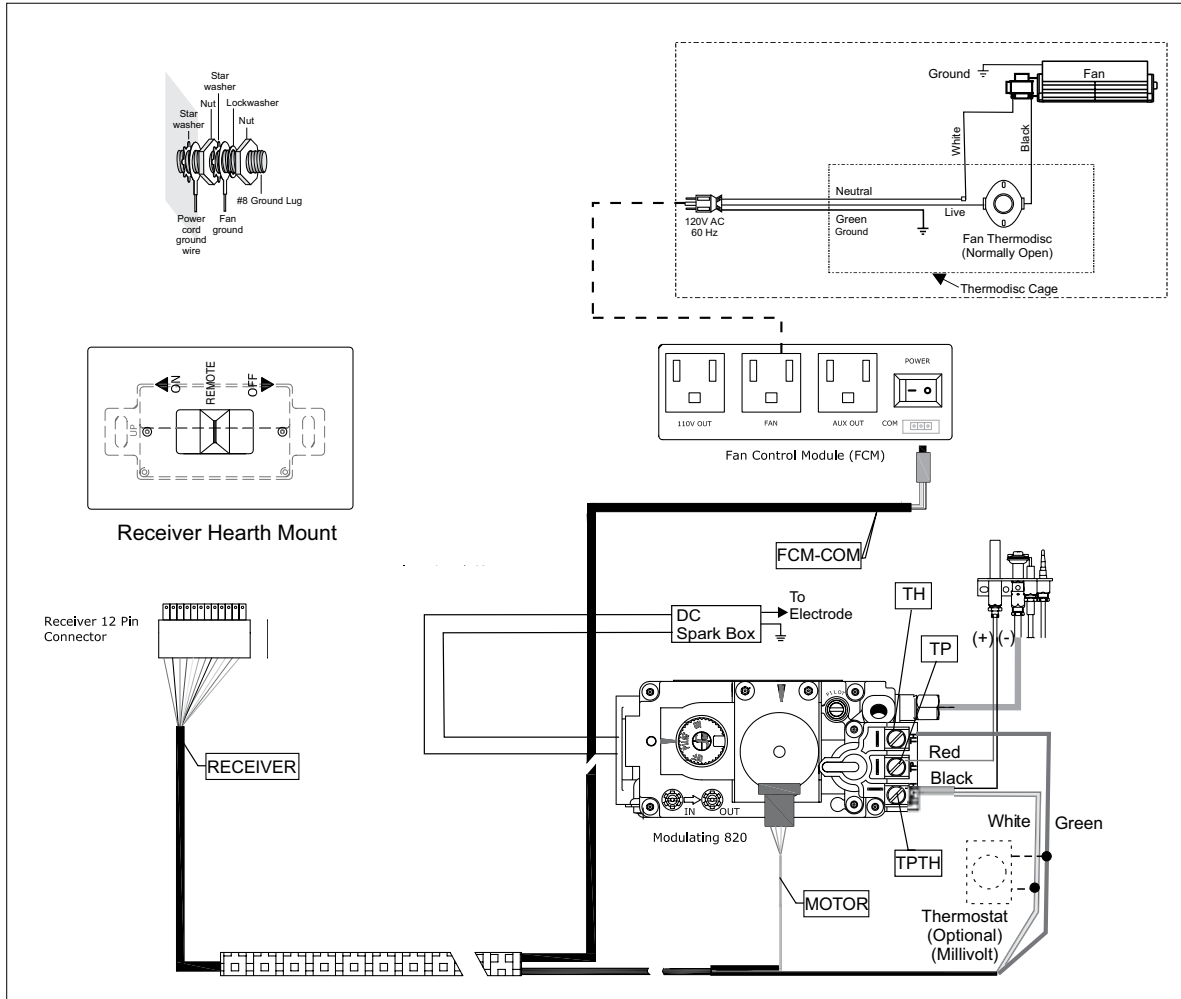 Star
washer
Nut
Lockwasher
Star
washer
Nut
#8 Ground Lug
Power
cord
ground
wire
Fan
ground
Ground
Fan
White
Black
Neutral
Live
120V AC
60 Hz
Green
Ground
Fan Thermodisc
(Normally Open)
Thermodisc Cage
ON
REMOTE
OFF
UP
Receiver Hearth Mount
POWER
110V OUT
FAN
AUX OUT
COM
Fan Control Module (FCM)
FCM-COM
Receiver 12 Pin
Connector
RECEIVER
DC
Spark Box
To
Electrode
TH
TP
(+) (-)
PILOT
Red
Black
IN
OUT
Modulating 820
White
Green
TPTH
MOTOR
Thermostat
(Optional)
(Millivolt)